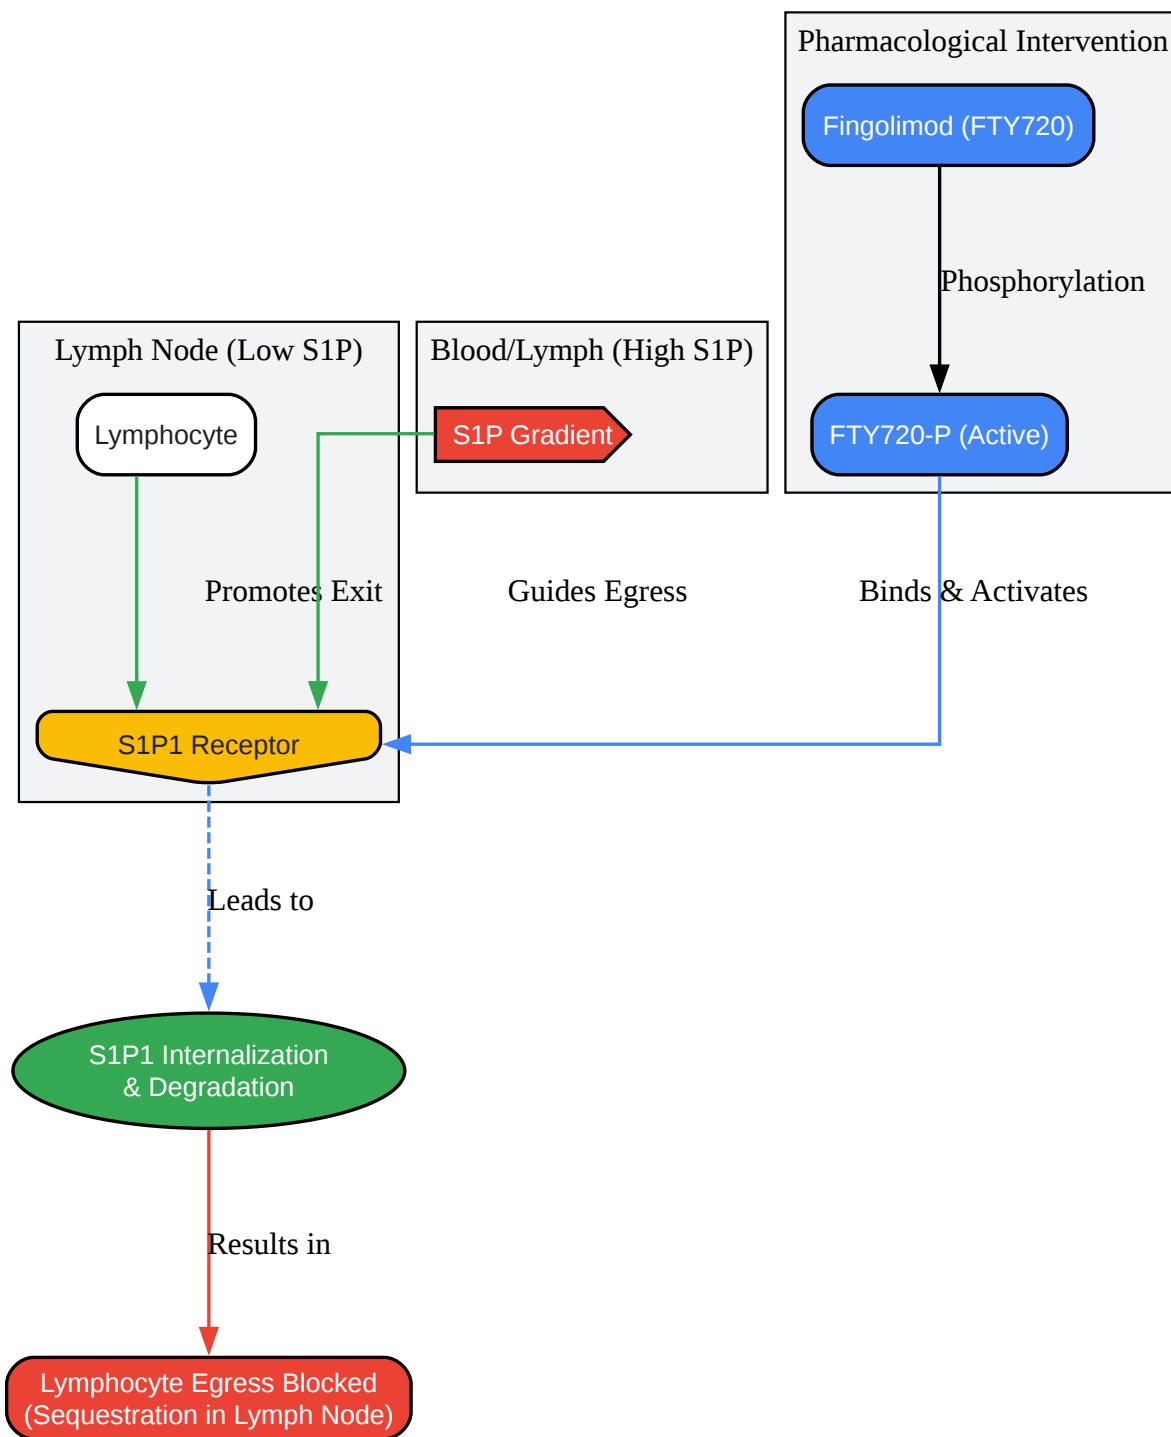 Pharmacological Intervention
Fingolimod (FTY720)
Phosphorylation
Lymph Node (Low S1P)
Blood/Lymph (High S1P)
Lymphocyte
S1P Gradient
FTY720-P (Active)
Promotes Exit
Guides Egress
Binds & Activates
S1P1 Receptor
Leads to
S1P1 Internalization
& Degradation
Results in
Lymphocyte Egress Blocked
(Sequestration in Lymph Node)